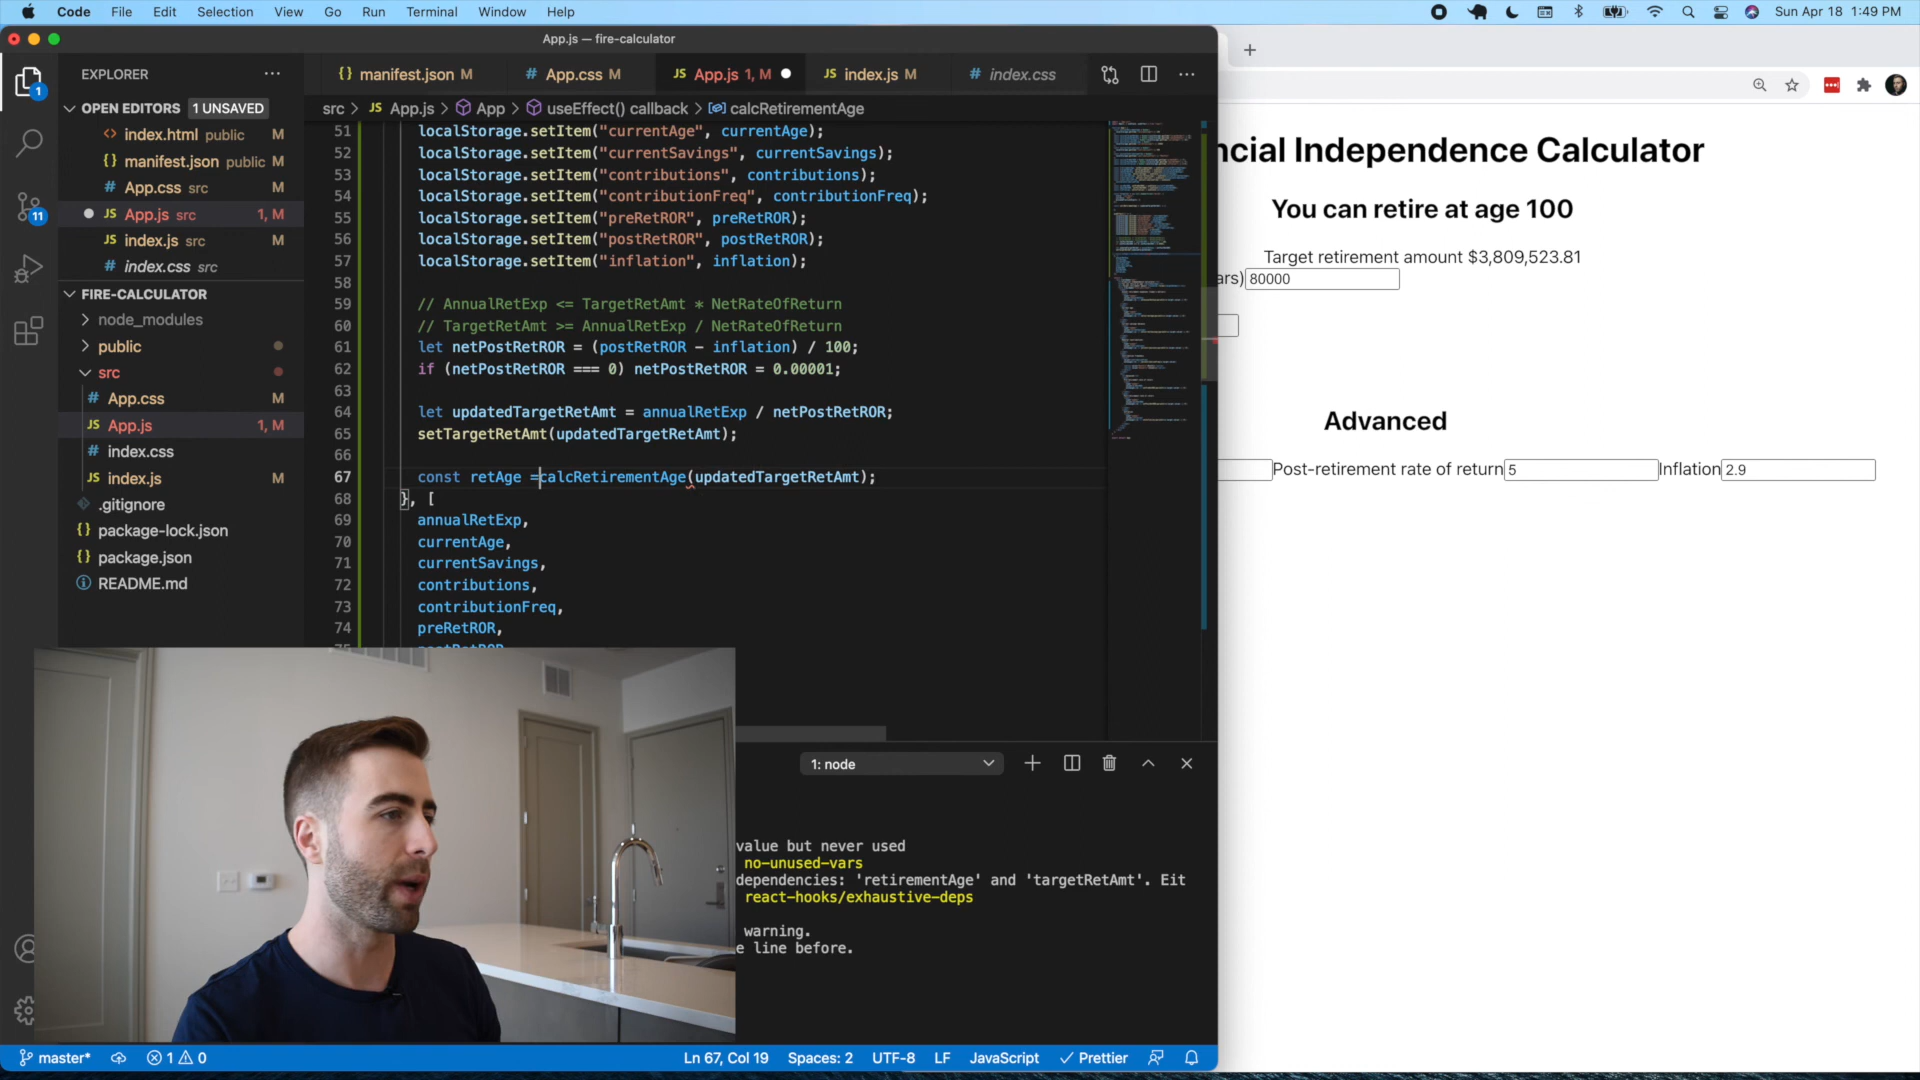 Code File Edit Selection View Go Run Terminal Window Help
Sun Apr 18 1:49 PM
App.js — fire-calculator
EXPLORER
OPEN EDITORS 1 UNSAVED
index.html public M
manifest.json public M
App.css src M
App.js src 1, M
index.js src M
index.css src
FIRE-CALCULATOR
node_modules
public
src
App.css M
App.js 1, M
index.css
index.js M
.gitignore
package-lock.json
package.json
README.md
1
11
manifest.json M App.css M App.js 1, M index.js M index.css
src > App.js > App > useEffect() callback > calcRetirementAge
51 localStorage.setItem("currentAge", currentAge);
52 localStorage.setItem("currentSavings", currentSavings);
53 localStorage.setItem("contributions", contributions);
54 localStorage.setItem("contributionFreq", contributionFreq);
55 localStorage.setItem("preRetROR", preRetROR);
56 localStorage.setItem("postRetROR", postRetROR);
57 localStorage.setItem("inflation", inflation);
58
59 // AnnualRetExp <= TargetRetAmt * NetRateOfReturn
60 // TargetRetAmt >= AnnualRetExp / NetRateOfReturn
61 let netPostRetROR = (postRetROR - inflation) / 100;
62 if (netPostRetROR === 0) netPostRetROR = 0.00001;
63
64 let updatedTargetRetAmt = annualRetExp / netPostRetROR;
65 setTargetRetAmt(updatedTargetRetAmt);
66
67 const retAge =calcRetirementAge(updatedTargetRetAmt);
68 }, [
69 annualRetExp,
70 currentAge,
71 currentSavings,
72 contributions,
73 contributionFreq,
74 preRetROR,
1: node
value but never used
no-unused-vars
dependencies: 'retirementAge' and 'targetRetAmt'. Eit
react-hooks/exhaustive-deps
warning.
e line before.
master* 1 0 Ln 67, Col 19 Spaces: 2 UTF-8 LF JavaScript Prettier
ncial Independence Calculator
You can retire at age 100
Target retirement amount $3,809,523.81
ars) 80000
Advanced
Post-retirement rate of return 5 Inflation 2.9